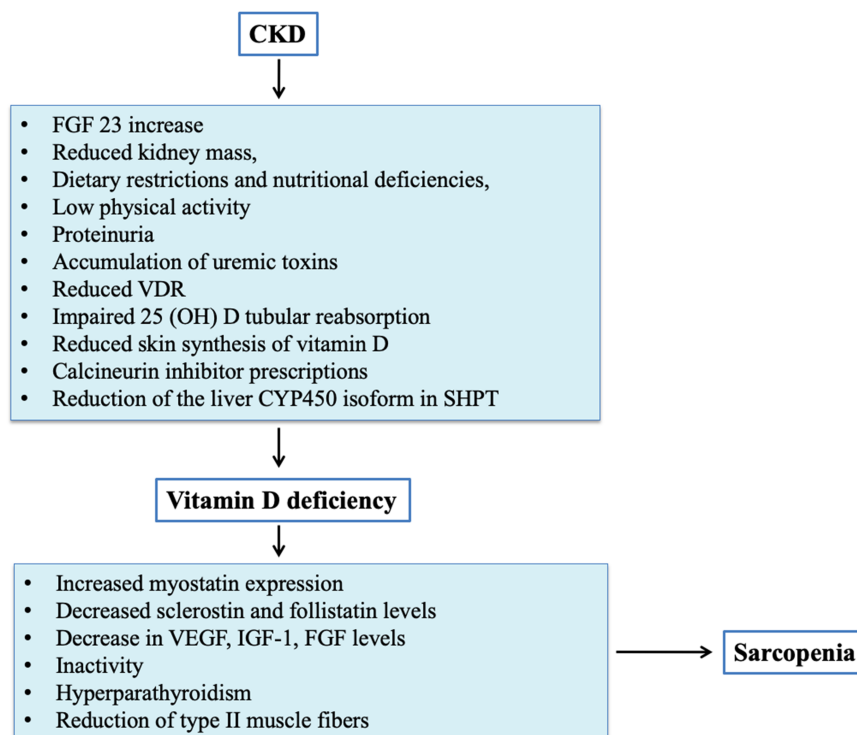 CKD
• FGF 23 increase
• Reduced kidney mass,
• Dietary restrictions and nutritional deficiencies,
• Low physical activity
• Proteinuria
• Accumulation of uremic toxins
• Reduced VDR
• Impaired 25 (OH) D tubular reabsorption
• Reduced skin synthesis of vitamin D
• Calcineurin inhibitor prescriptions
• Reduction of the liver CYP450 isoform in SHPT
Vitamin D deficiency
• Increased myostatin expression
• Decreased sclerostin and follistatin levels
• Decrease in VEGF, IGF-1, FGF levels
• Inactivity
• Hyperparathyroidism
• Reduction of type II muscle fibers
Sarcopenia